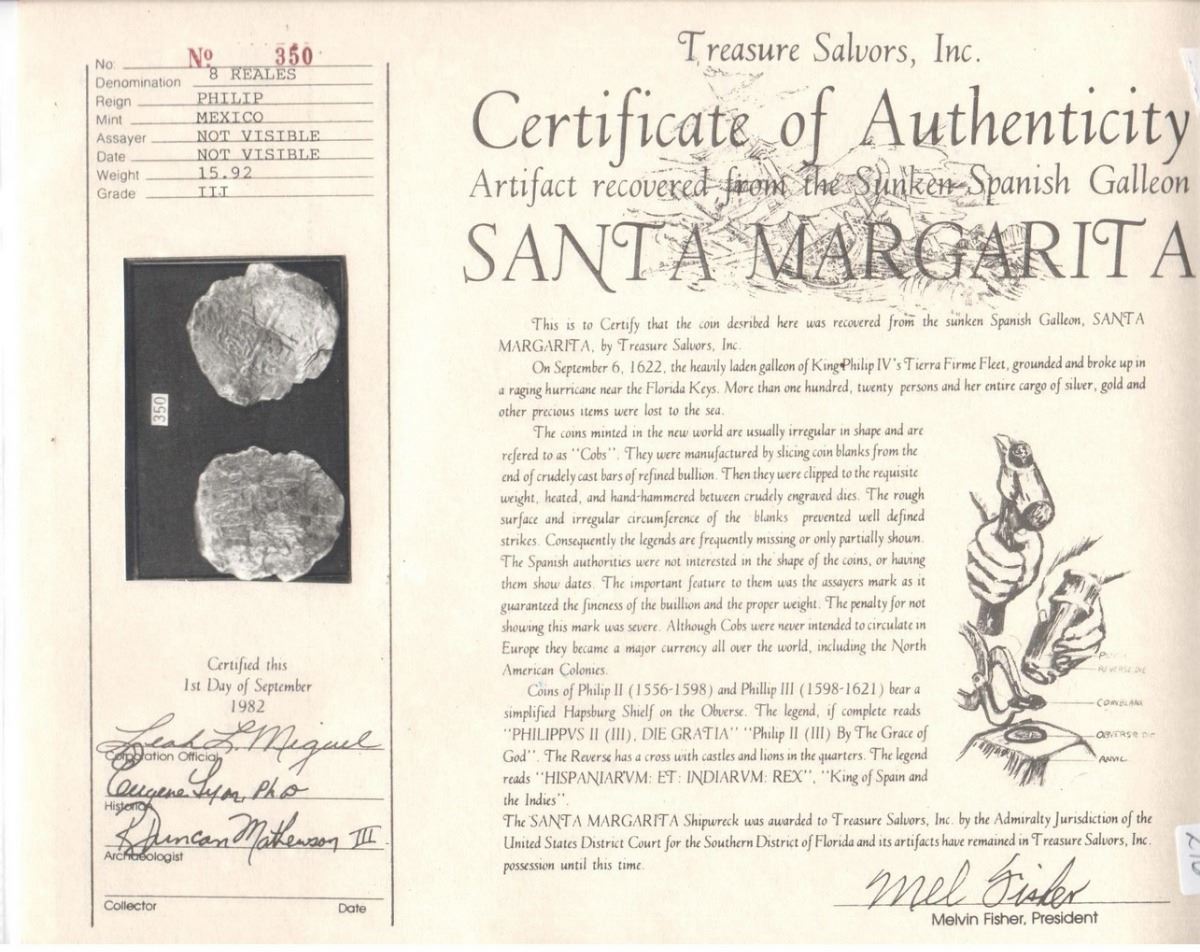 No: Nº 350
Denomination 8 REALES
Reign PHILIP
Mint MEXICO
Assayer NOT VISIBLE
Date NOT VISIBLE
Weight 15.92
Grade IIJ
350
Certified this
1st Day of September
1982
Leah L. Miguel
Corporation Official
Eugene Lyon, PhD
Historian
R Duncan Mathewson III
Archaeologist
Collector Date
Treasure Salvors, Inc.
Certificate of Authenticity
Artifact recovered from the Sunken Spanish Galleon
SANTA MARGARITA
This is to Certify that the coin desribed here was recovered from the sunken Spanish Galleon, SANTA
MARGARITA, by Treasure Salvors, Inc.
On September 6, 1622, the heavily laden galleon of King Philip IV's Tierra Firme Fleet, grounded and broke up in
a raging hurricane near the Florida Keys. More than one hundred, twenty persons and her entire cargo of silver, gold and
other precious items were lost to the sea.
The coins minted in the new world are usually irregular in shape and are
refered to as "Cobs". They were manufactured by slicing coin blanks from the
end of crudely cast bars of refined bullion. Then they were clipped to the requisite
weight, heated, and hand-hammered between crudely engraved dies. The rough
surface and irregular circumference of the blanks prevented well defined
strikes. Consequently the legends are frequently missing or only partially shown.
The Spanish authorities were not interested in the shape of the coins, or having
them show dates. The important feature to them was the assayers mark as it
guaranteed the fineness of the buillion and the proper weight. The penalty for not
showing this mark was severe. Although Cobs were never intended to circulate in
Europe they became a major currency all over the world, including the North
American Colonies.
Coins of Philip II (1556-1598) and Phillip III (1598-1621) bear a
simplified Hapsburg Shielf on the Obverse. The legend, if complete reads
"PHILIPPVS II (III), DIE GRATIA" "Philip II (III) By The Grace of
God". The Reverse has a cross with castles and lions in the quarters. The legend
reads "HISPANIARVM: ET: INDIARVM: REX", "King of Spain and
the Indies".
REVERSE DIE
COIN BLANK
OBVERSE DIE
ANVIL
The SANTA MARGARITA Shipwreck was awarded to Treasure Salvors, Inc. by the Admiralty Jurisdiction of the
United States District Court for the Southern District of Florida and its artifacts have remained in Treasure Salvors, Inc.
possession until this time.
Mel Fisher
Melvin Fisher, President